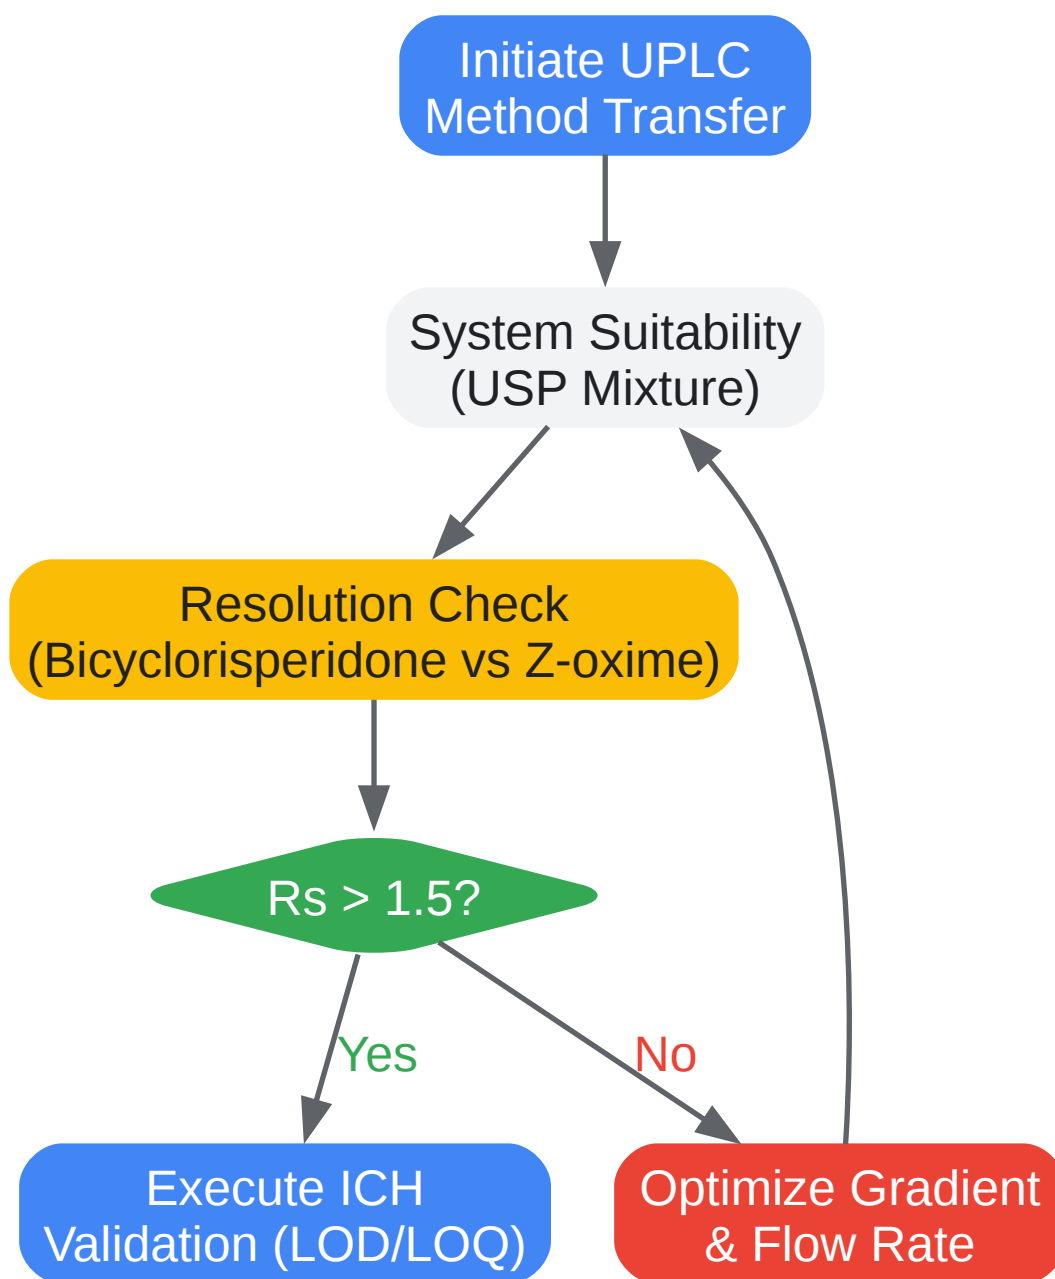 Initiate UPLC
Method Transfer
System Suitability
(USP Mixture)
Resolution Check
(Bicyclorisperidone vs Z-oxime)
Rs > 1.5?
Yes
No
Execute ICH
Validation (LOD/LOQ)
Optimize Gradient
& Flow Rate